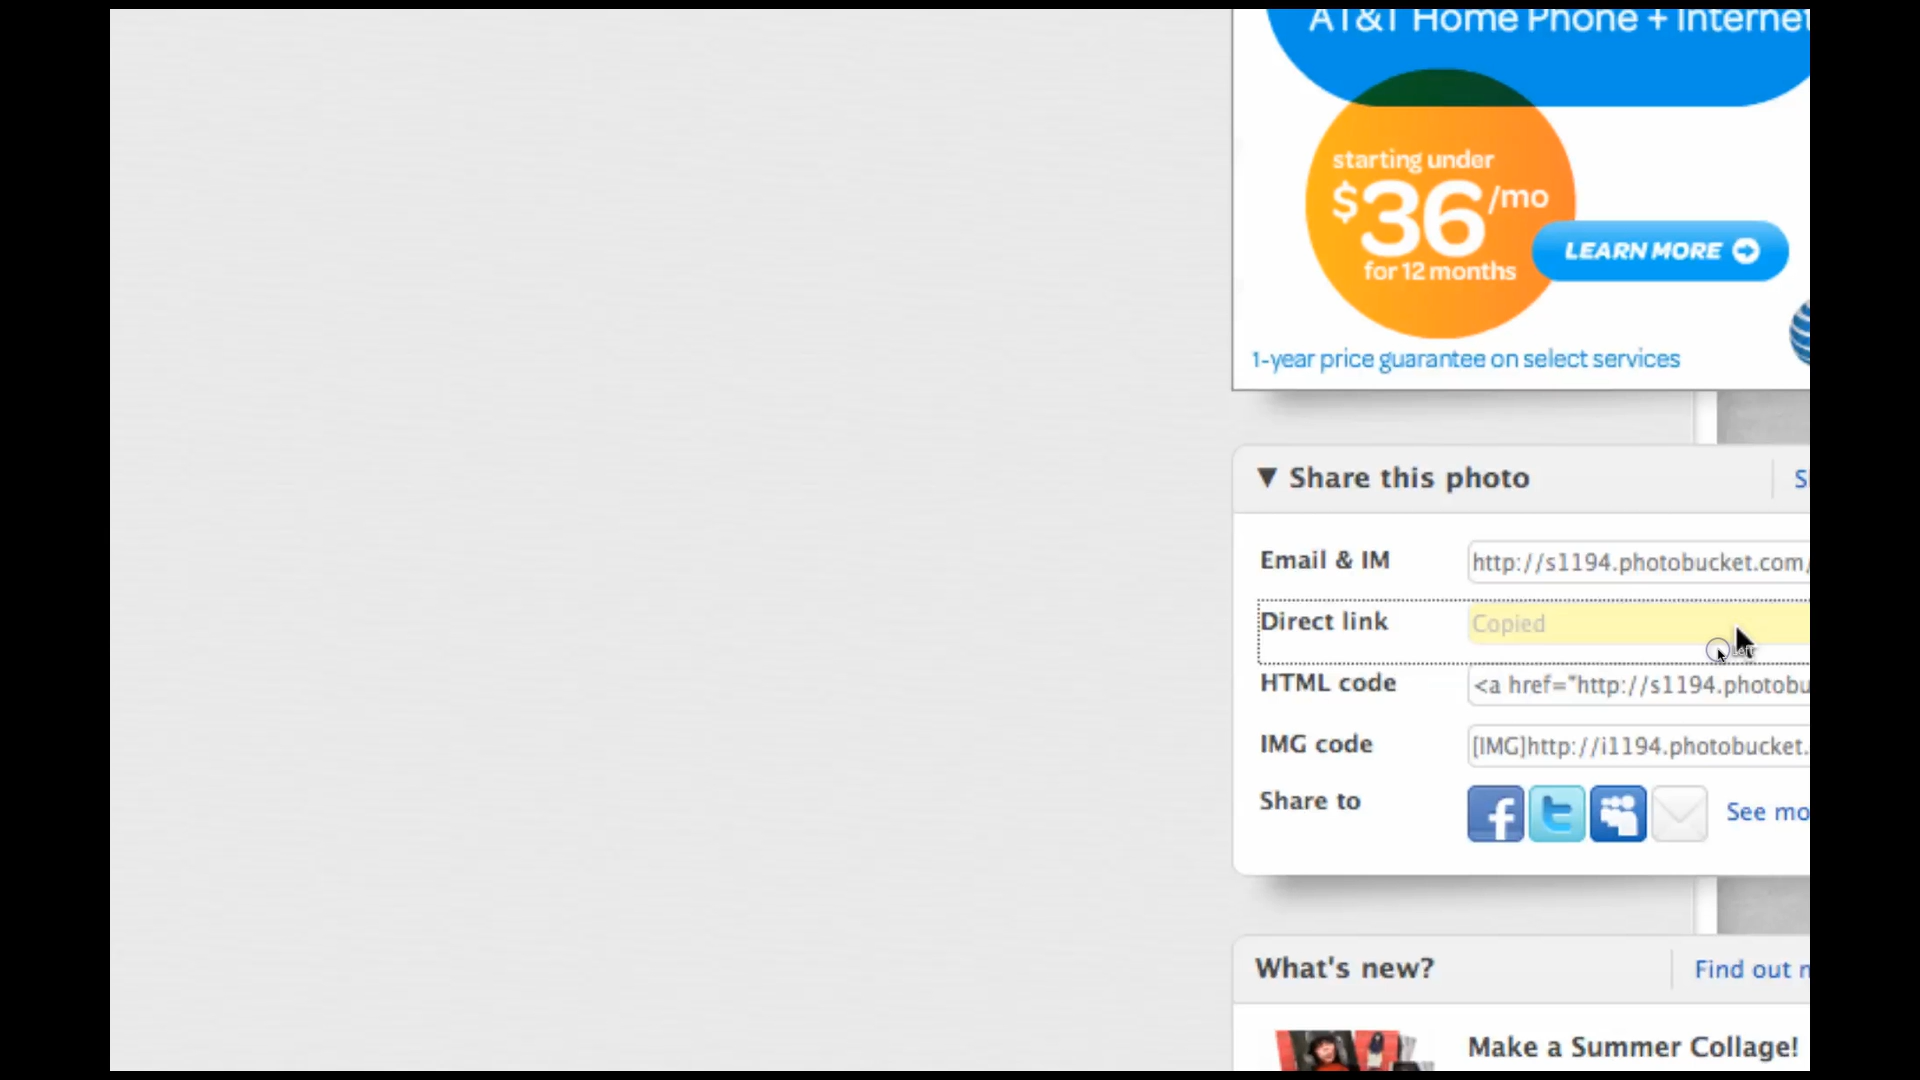 AT&T Home Phone + Internet
starting under
$36/mo
for 12 months
LEARN MORE
1-year price guarantee on select services
Share this photo
Email & IM http://s1194.photobucket.com/
Direct link Copied
HTML code <a href="http://s1194.photobu
IMG code [IMG]http://i1194.photobucket.
Share to See mo
What's new? Find out
Make a Summer Collage!